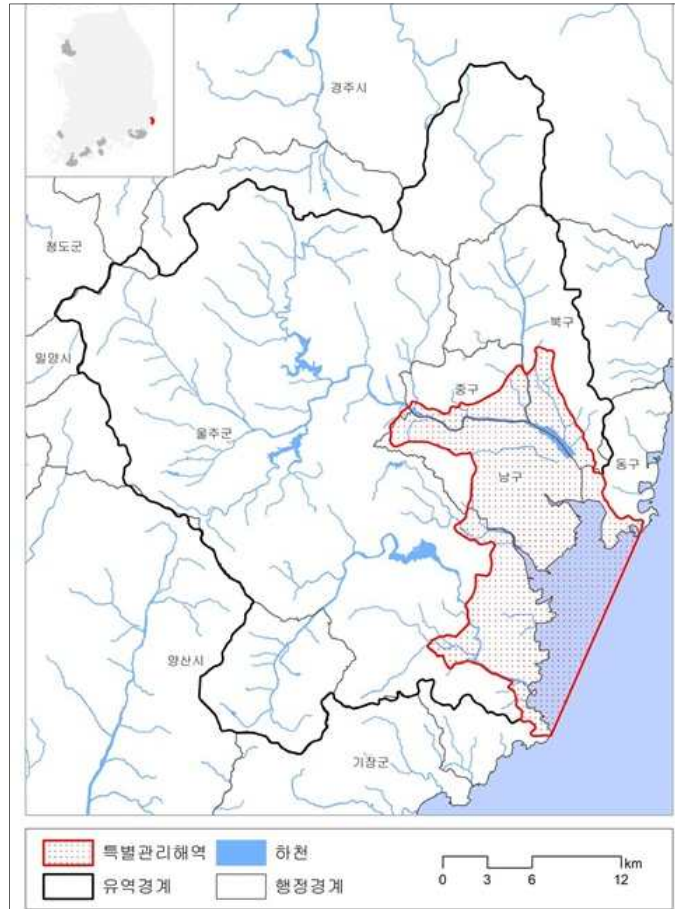 경주시
청도군
북구
밀양시
중구
울주군
동구
남구
양산시
기장군
특별관리해역
하천
유역경계
행정경계
km
0 3 6 12